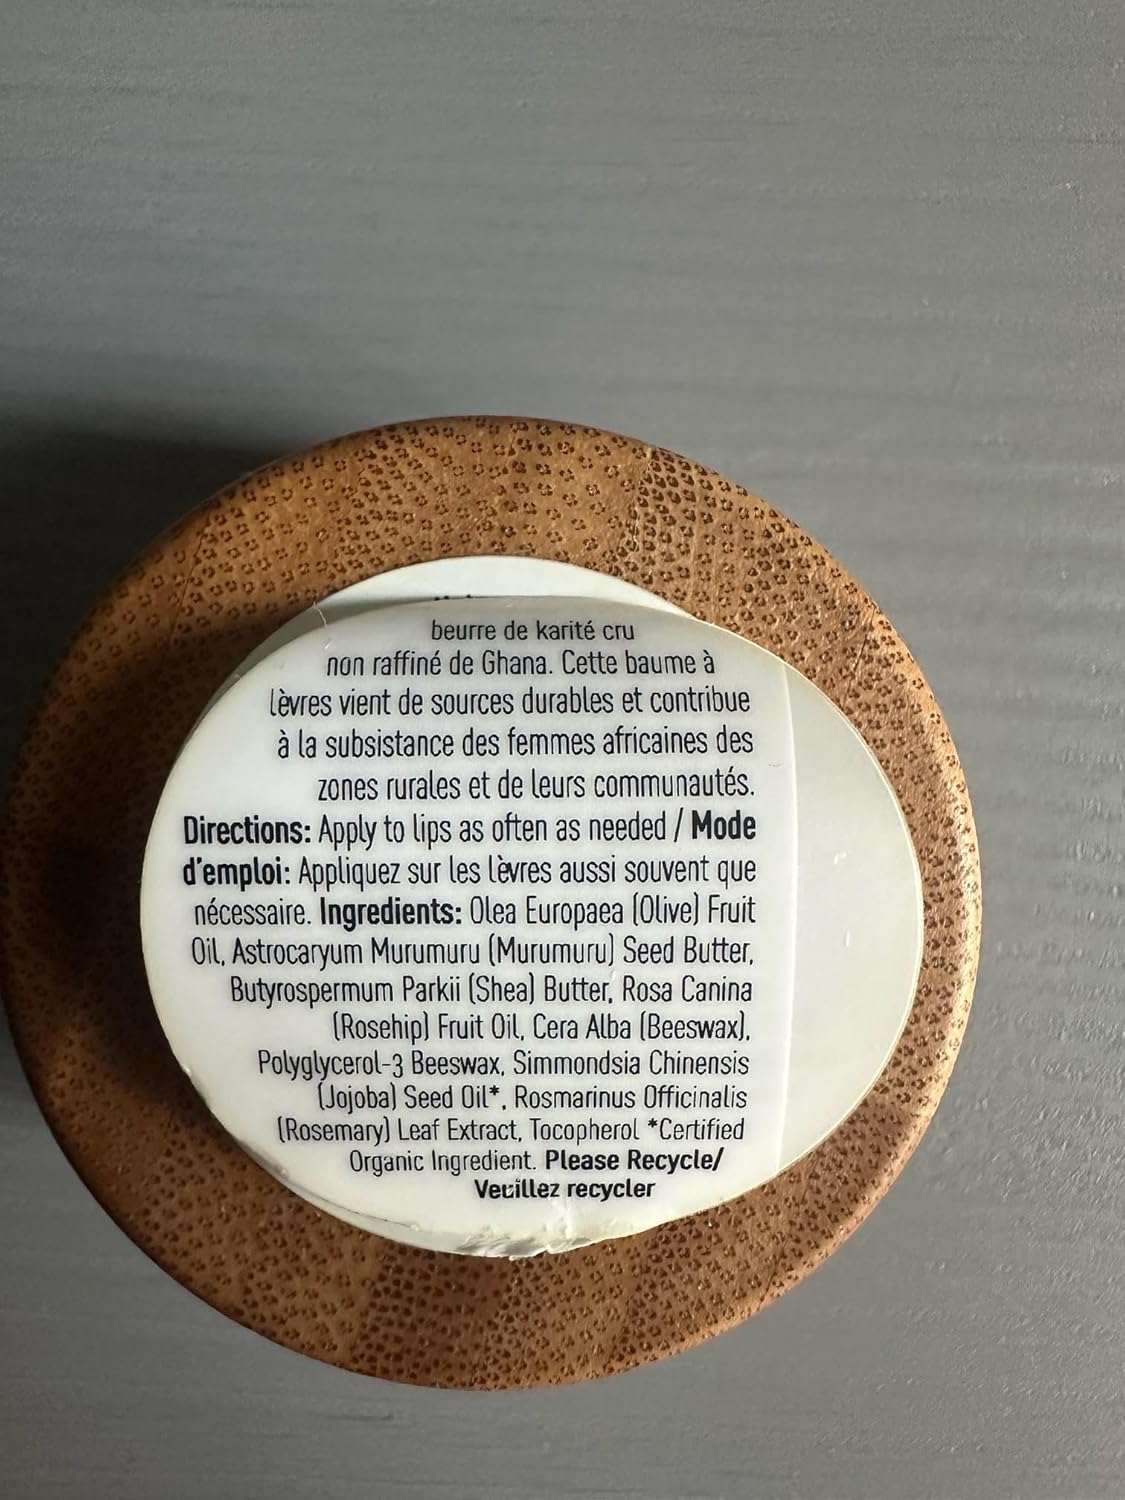 beurre de karité cru
non raffiné de Ghana. Cette baume à
lèvres vient de sources durables et contribue
à la subsistance des femmes africaines des
zones rurales et de leurs communautés.
Directions: Apply to lips as often as needed / Mode
d'emploi: Appliquez sur les lèvres aussi souvent que
nécessaire. Ingredients: Olea Europaea (Olive) Fruit
Oil, Astrocaryum Murumuru (Murumuru) Seed Butter,
Butyrospermum Parkii (Shea) Butter, Rosa Canina
(Rosehip) Fruit Oil, Cera Alba (Beeswax),
Polyglycerol-3 Beeswax, Simmondsia Chinensis
(Jojoba) Seed Oil*, Rosmarinus Officinalis
(Rosemary) Leaf Extract, Tocopherol *Certified
Organic Ingredient. Please Recycle/
Veuillez recycler